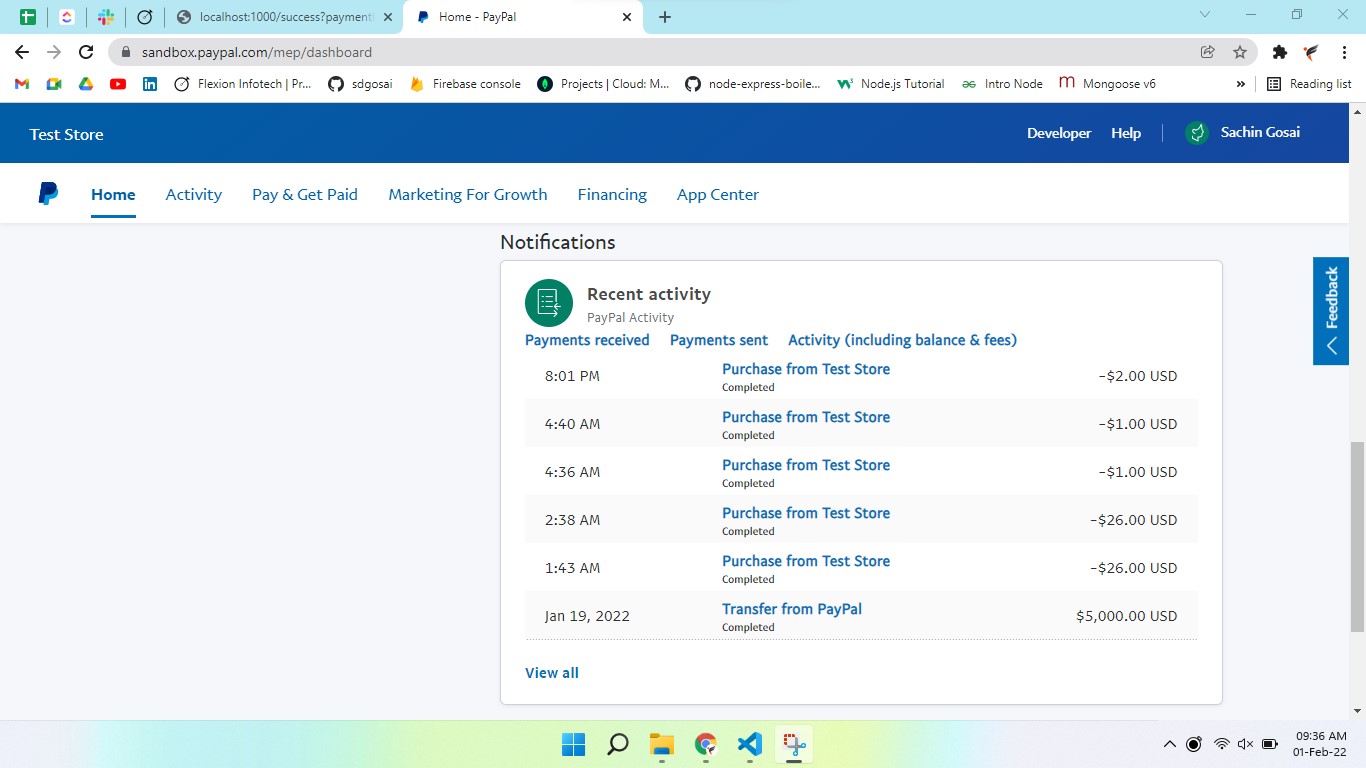 localhost:1000/success?payment
Home - PayPal
sandbox.paypal.com/mep/dashboard
Flexion Infotech | Pr...
sdgosai
Firebase console
Projects | Cloud: M...
node-express-boile...
Node.js Tutorial
Intro Node
Mongoose v6
»
Reading list
Test Store
Developer
Help
Sachin Gosai
Home
Activity
Pay & Get Paid
Marketing For Growth
Financing
App Center
Notifications
Recent activity
PayPal Activity
Payments received
Payments sent
Activity (including balance & fees)
8:01 PM
Purchase from Test Store
Completed
-$2.00 USD
4:40 AM
Purchase from Test Store
Completed
-$1.00 USD
4:36 AM
Purchase from Test Store
Completed
-$1.00 USD
2:38 AM
Purchase from Test Store
Completed
-$26.00 USD
1:43 AM
Purchase from Test Store
Completed
-$26.00 USD
Jan 19, 2022
Transfer from PayPal
Completed
$5,000.00 USD
View all
Feedback
09:36 AM
01-Feb-22